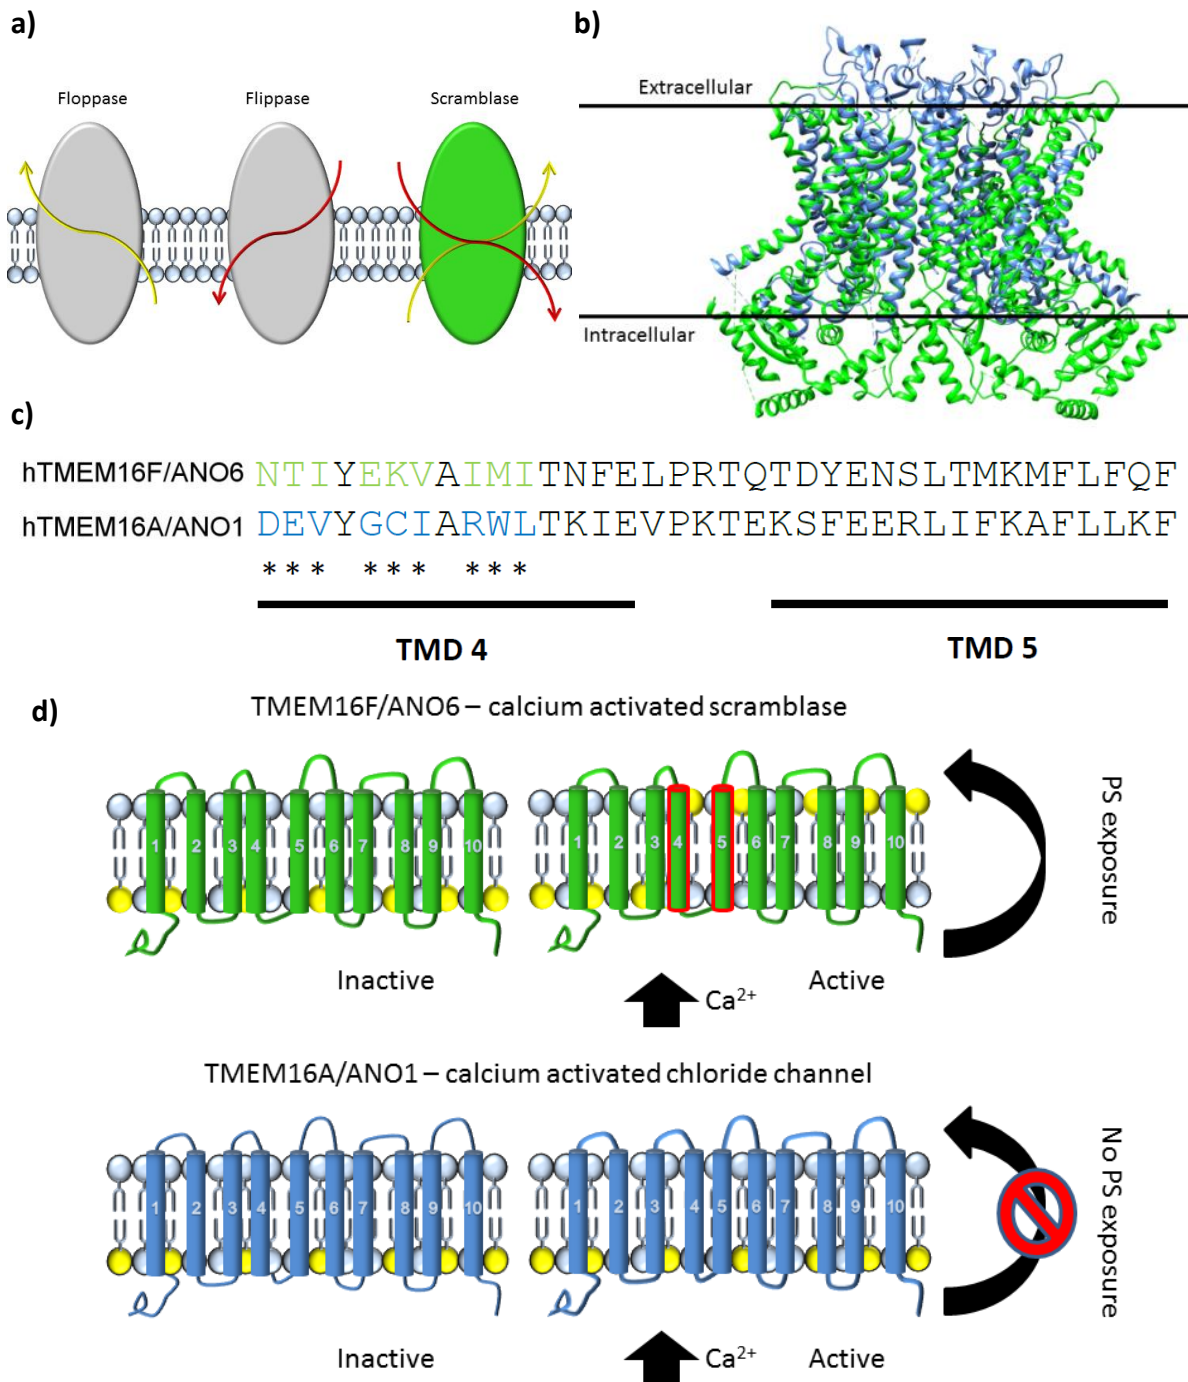 a)
Floppase
Flippase
Scramblase
b)
Extracellular
Intracellular
c)
hTMEM16F/ANO6 NTIYEKVAIMITNFELPRTQTDYENSLTMKMFLFQF
hTMEM16A/ANO1 DEVYGCIARWLTKIEVPKTEKSFEERLIFKAFLLKF
*** *** ***
TMD 4
TMD 5
d)
TMEM16F/ANO6 – calcium activated scramblase
1 2 3 4 5 6 7 8 9 10
1 2 3 4 5 6 7 8 9 10
PS exposure
Inactive
Ca²⁺
Active
TMEM16A/ANO1 – calcium activated chloride channel
1 2 3 4 5 6 7 8 9 10
1 2 3 4 5 6 7 8 9 10
No PS exposure
Inactive
Ca²⁺
Active